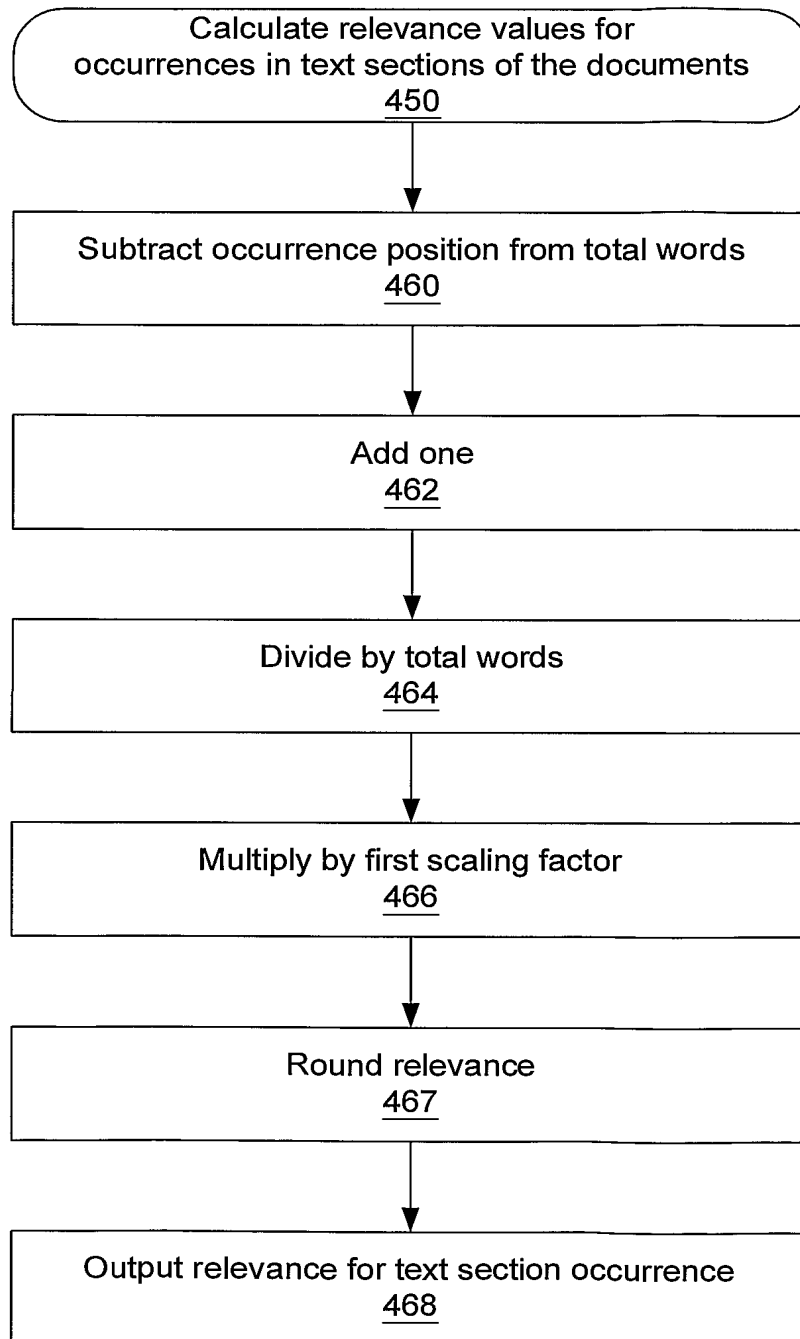 Calculate relevance values for
occurrences in text sections of the documents
450
Subtract occurrence position from total words
460
Add one
462
Divide by total words
464
Multiply by first scaling factor
466
Round relevance
467
Output relevance for text section occurrence
468